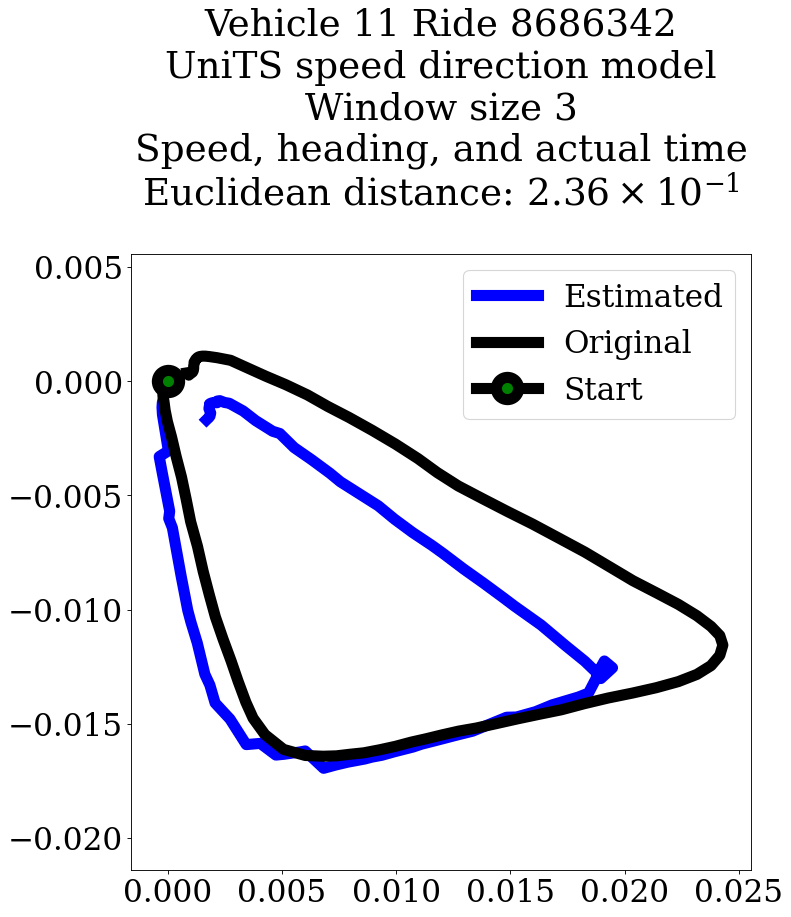 Vehicle 11 Ride 8686342
UniTS speed direction model
Window size 3
Speed, heading, and actual time
Euclidean distance: 2.36 × 10⁻¹
Estimated
Original
Start
0.005
0.000
−0.005
−0.010
−0.015
−0.020
0.000 0.005 0.010 0.015 0.020 0.025